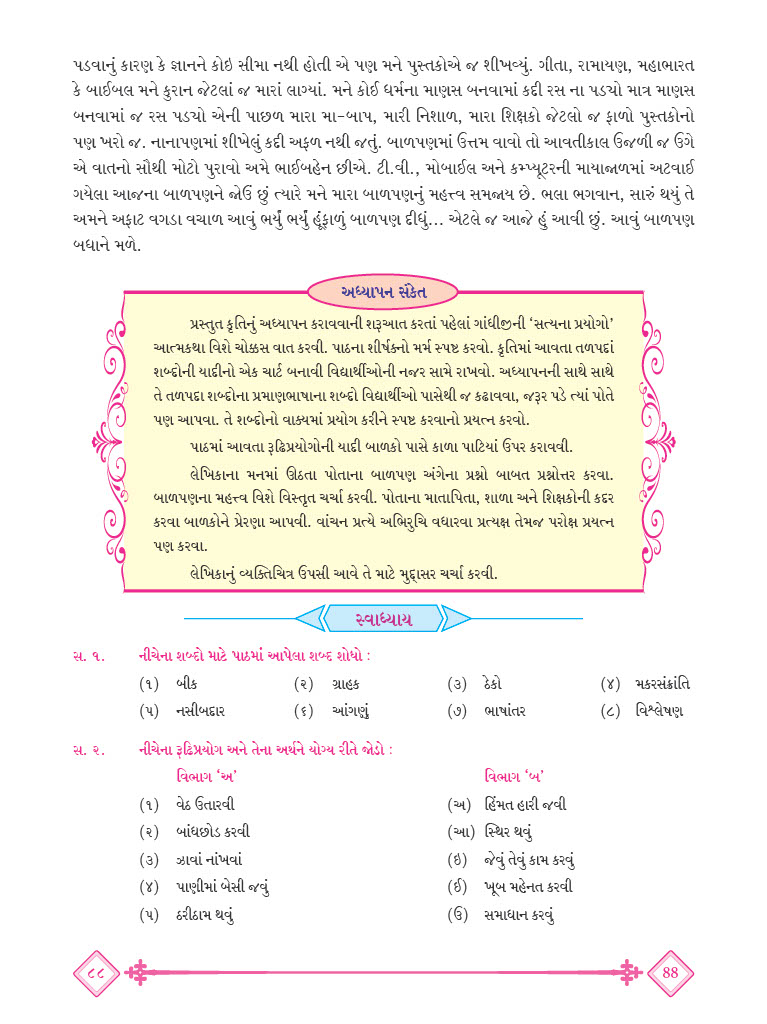 પડવાનું કારણ કે જ્ઞાનને કોઇ સીમા નથી હોતી એ પણ મને પુસ્તકોએ જ શીખવ્યું. ગીતા, રામાયણ, મહાભારત
કે બાઈબલ મને કુરાન જેટલાં જ મારાં લાગ્યાં. મને કોઈ ધર્મના માણસ બનવામાં કદી રસ ના પડ્યો માત્ર માણસ
બનવામાં જ રસ પડ્યો એની પાછળ મારા મા-બાપ, મારી નિશાળ, મારા શિક્ષકો જેટલો જ ફાળો પુસ્તકોનો
પણ ખરો જ. નાનાપણમાં શીખેલું કદી અફળ નથી જતું. બાળપણમાં ઉત્તમ વાવો તો આવતીકાલ ઉજળી જ ઉગે
એ વાતનો સૌથી મોટો પુરાવો અમે ભાઈબહેન છીએ. ટી.વી., મોબાઈલ અને કમ્પ્યૂટરની માયાજાળમાં અટવાઈ
ગયેલા આજના બાળપણને જોઉં છું ત્યારે મને મારા બાળપણનું મહત્ત્વ સમજાય છે. ભલા ભગવાન, સારું થયું તે
અમને અફાટ વગડા વચાળ આવું ભર્યું ભર્યું હૂંફાળું બાળપણ દીધું... એટલે જ આજે હું આવી છું. આવું બાળપણ
બધાને મળે.
અધ્યાપન સંકેત
પ્રસ્તુત કૃતિનું અધ્યાપન કરાવવાની શરૂઆત કરતાં પહેલાં ગાંધીજીની ‘સત્યના પ્રયોગો’
આત્મકથા વિશે ચોક્કસ વાત કરવી. પાઠના શીર્ષકનો મર્મ સ્પષ્ટ કરવો. કૃતિમાં આવતા તળપદાં
શબ્દોની યાદીનો એક ચાર્ટ બનાવી વિદ્યાર્થીઓની નજર સામે રાખવો. અધ્યાપનની સાથે સાથે
તે તળપદા શબ્દોના પ્રમાણભાષાના શબ્દો વિદ્યાર્થીઓ પાસેથી જ કઢાવવા, જરૂર પડે ત્યાં પોતે
પણ આપવા. તે શબ્દોનો વાક્યમાં પ્રયોગ કરીને સ્પષ્ટ કરવાનો પ્રયત્ન કરવો.
પાઠમાં આવતા રૂઢિપ્રયોગોની યાદી બાળકો પાસે કાળા પાટિયાં ઉપર કરાવવી.
લેખિકાના મનમાં ઊઠતા પોતાના બાળપણ અંગેના પ્રશ્નો બાબત પ્રશ્નોત્તર કરવા.
બાળપણના મહત્ત્વ વિશે વિસ્તૃત ચર્ચા કરવી. પોતાના માતાપિતા, શાળા અને શિક્ષકોની કદર
કરવા બાળકોને પ્રેરણા આપવી. વાંચન પ્રત્યે અભિરુચિ વધારવા પ્રત્યક્ષ તેમજ પરોક્ષ પ્રયત્ન
પણ કરવા.
લેખિકાનું વ્યક્તિચિત્ર ઉપસી આવે તે માટે મુદ્દાસર ચર્ચા કરવી.
સ્વાધ્યાય
સ. ૧. નીચેના શબ્દો માટે પાઠમાં આપેલા શબ્દ શોધો :
(૧) બીક (૨) ગ્રાહક (૩) ઠેકો (૪) મકરસંક્રાંતિ
(૫) નસીબદાર (૬) આંગણું (૭) ભાષાંતર (૮) વિશ્લેષણ
સ. ૨. નીચેના રૂઢિપ્રયોગ અને તેના અર્થને યોગ્ય રીતે જોડો :
વિભાગ ‘અ’ વિભાગ ‘બ’
(૧) વેઠ ઉતારવી (અ) હિંમત હારી જવી
(૨) બાંધછોડ કરવી (આ) સ્થિર થવું
(૩) ઝાવાં નાંખવાં (ઇ) જેવું તેવું કામ કરવું
(૪) પાણીમાં બેસી જવું (ઈ) ખૂબ મહેનત કરવી
(૫) ઠરીઠામ થવું (ઉ) સમાધાન કરવું
૮૮ 88